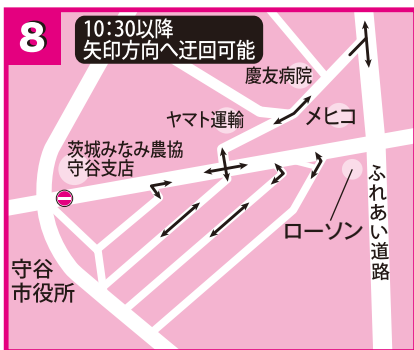 8
10:30以降
矢印方向へ迂回可能
慶友病院
ヤマト運輸
メヒコ
茨城みなみ農協
守谷支店
ローソン
ふれあい道路
守谷
市役所